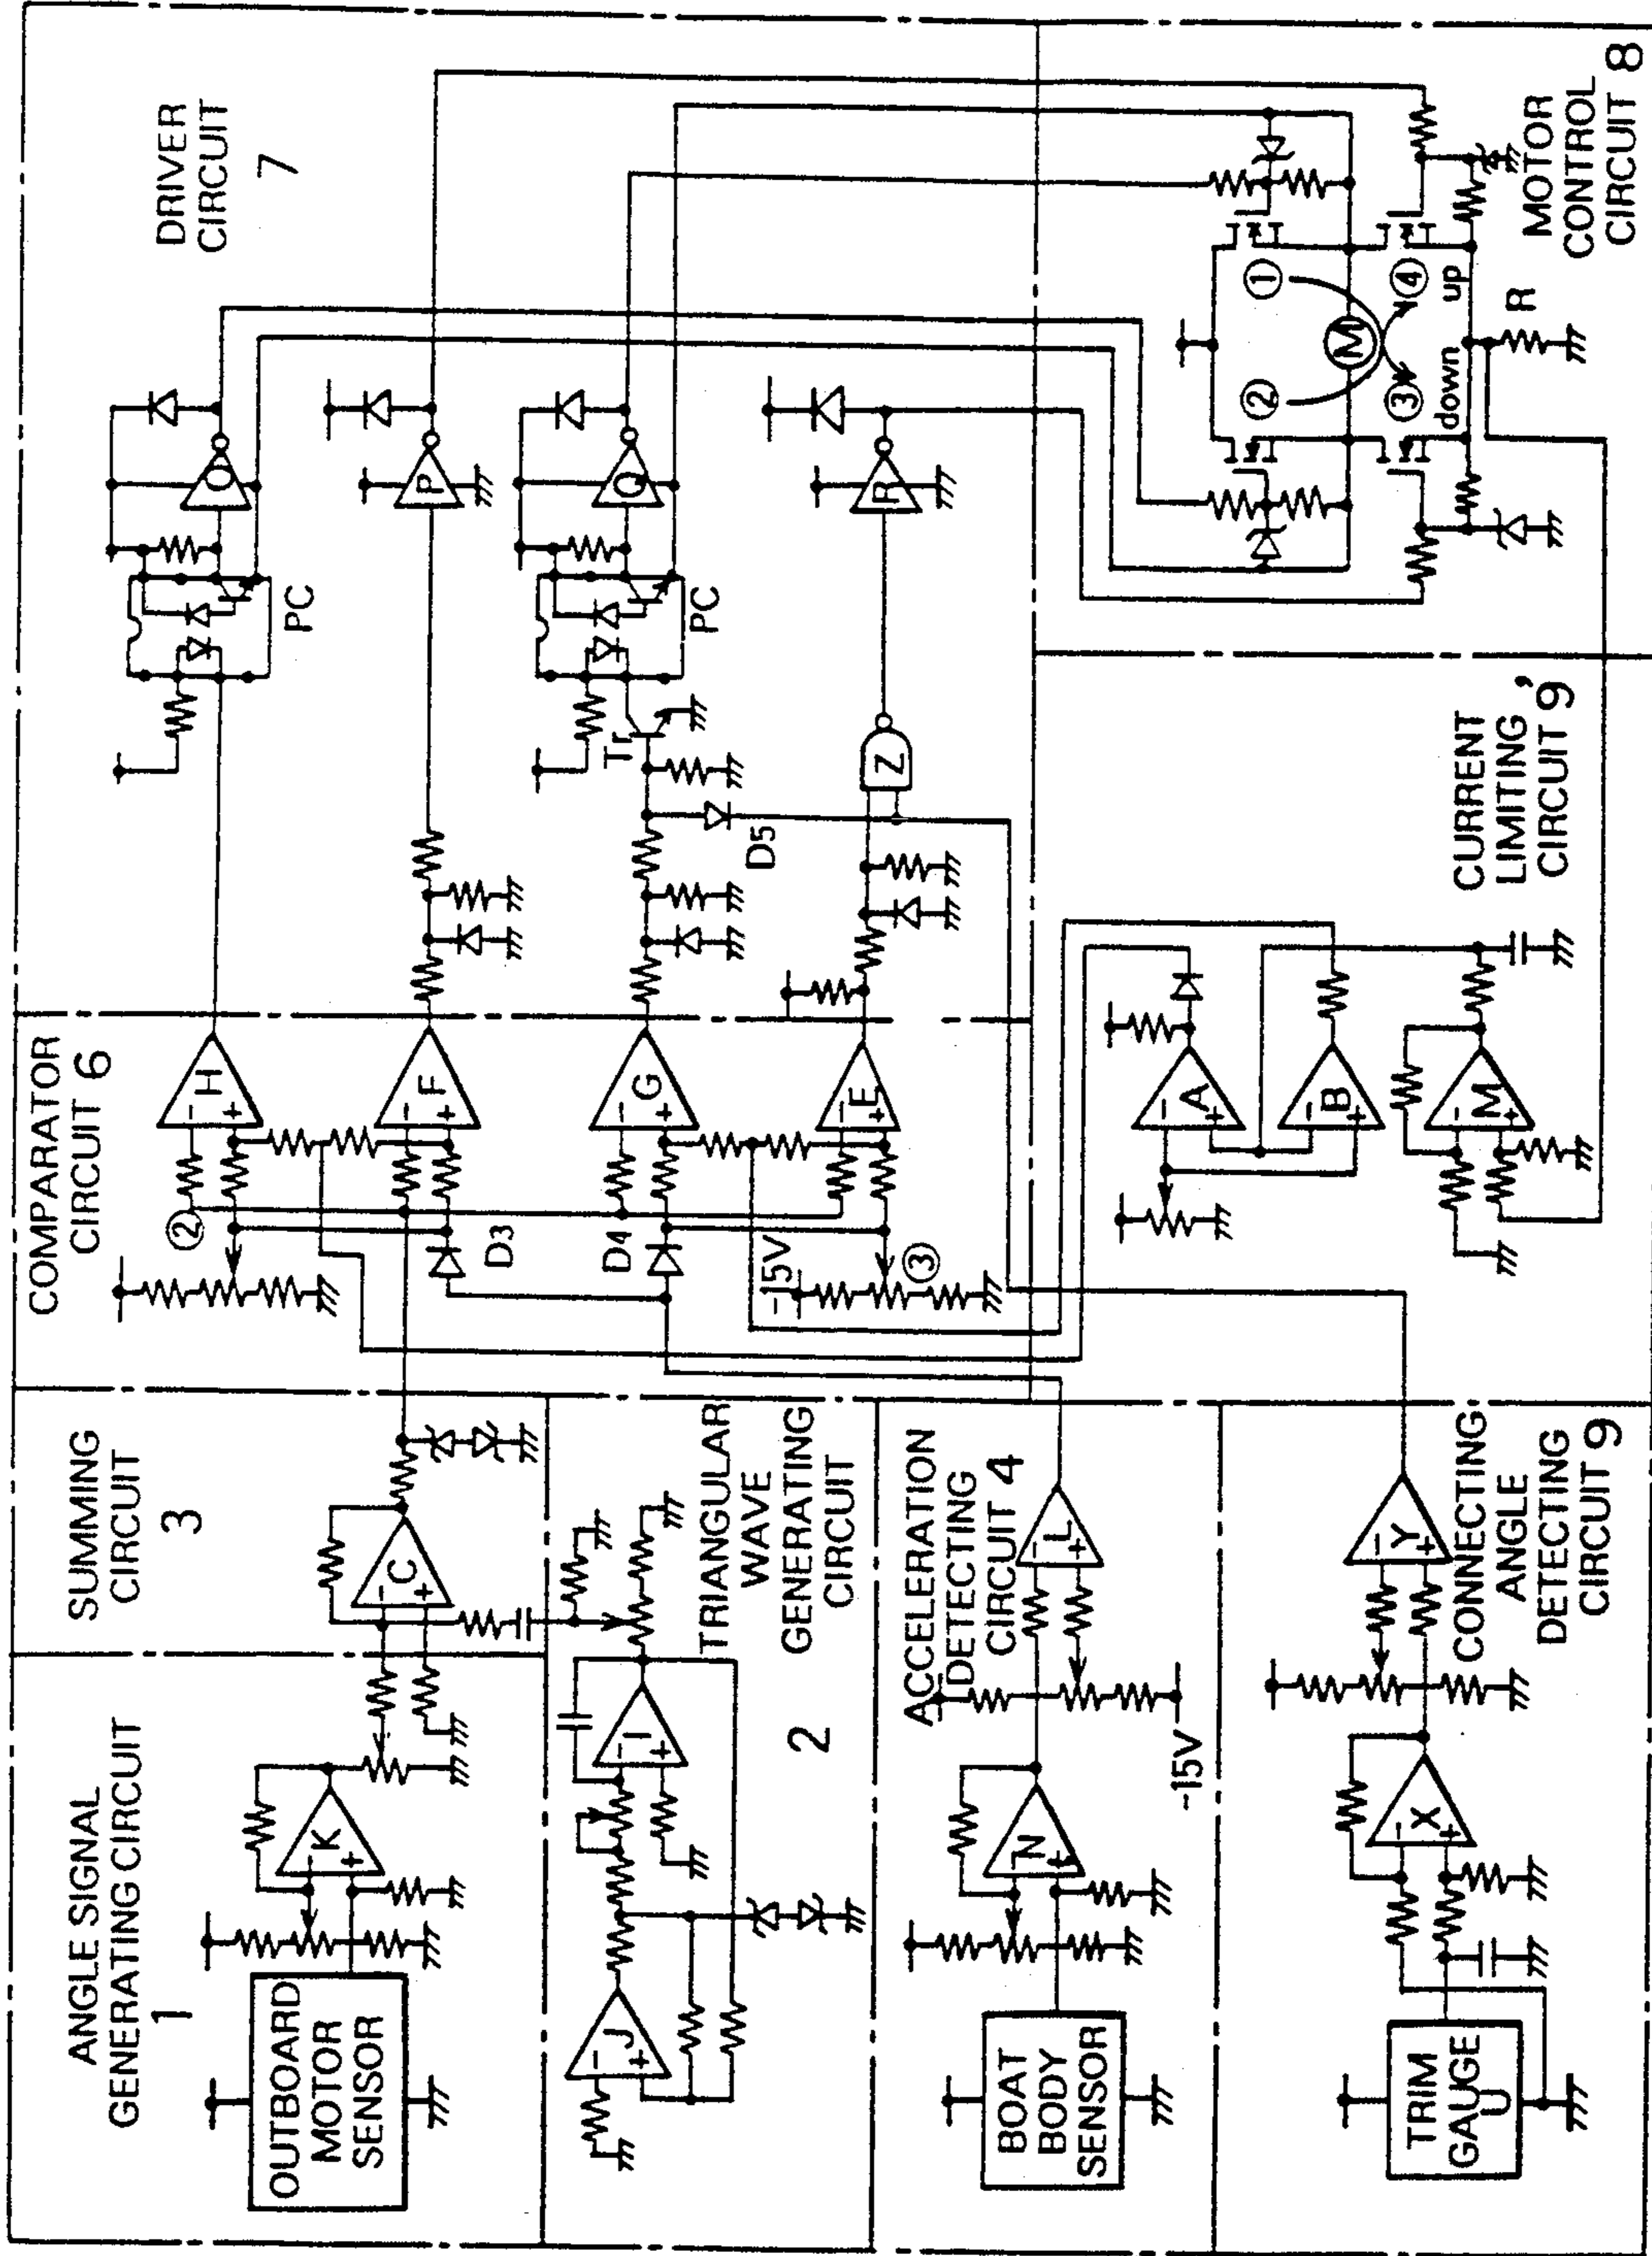 ANGLE SIGNAL
GENERATING CIRCUIT
1
OUTBOARD
MOTOR
SENSOR
K
-
+
SUMMING
CIRCUIT
3
C
-
+
TRIANGULAR
WAVE
GENERATING
CIRCUIT
2
J
-
+
I
-
+
ACCELERATION
DETECTING
CIRCUIT 4
BOAT
BODY
SENSOR
N
-
+
L
-
+
-15V
CONNECTING
ANGLE
DETECTING
CIRCUIT 9
TRIM
GAUGE
U
X
-
+
Y
-
+
COMPARATOR
CIRCUIT 6
②
H
-
+
F
-
+
D3
D4
G
-
+
-15V
③
E
-
+
DRIVER
CIRCUIT
7
PC
O
P
Tr
PC
Q
D5
Z
R
CURRENT
LIMITING
CIRCUIT 9'
A
-
+
B
-
+
M
-
+
MOTOR
CONTROL
CIRCUIT 8
②
①
M
③
④
down
up
R